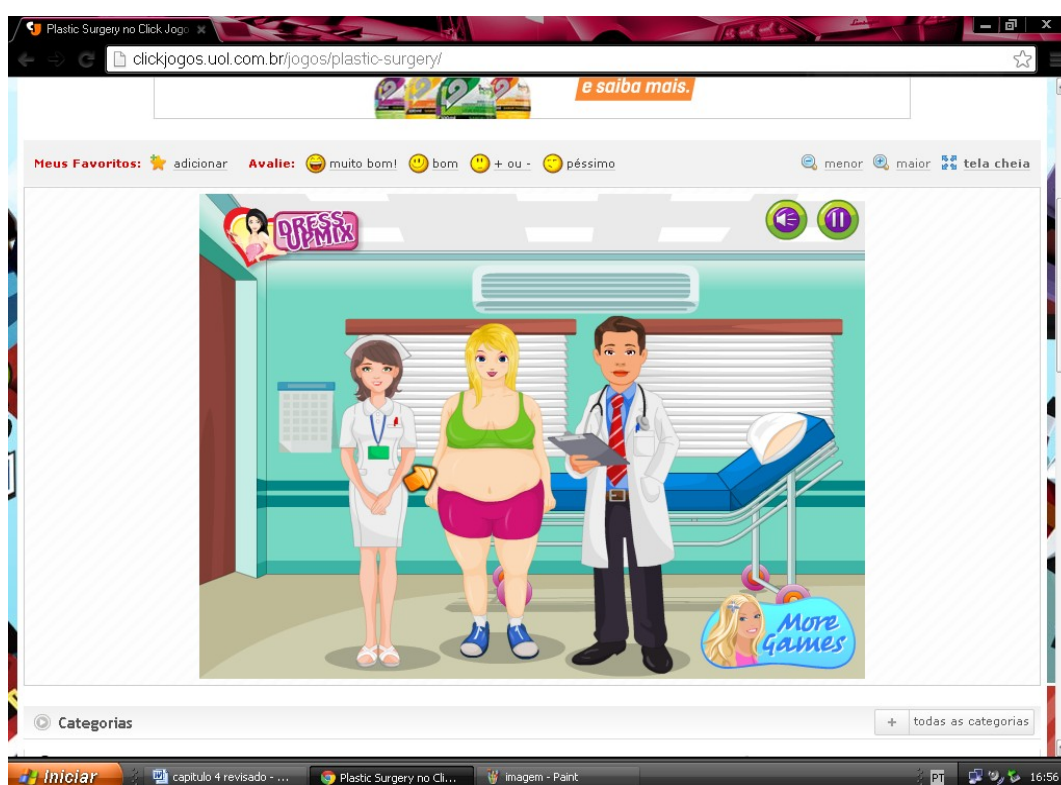 Plastic Surgery no Click Jogo
clickjogos.uol.com.br/jogos/plastic-surgery/
e saiba mais.
Meus Favoritos: adicionar Avalie: muito bom! bom + ou - péssimo menor maior tela cheia
DRESS
UPMIX
More
Games
Categorias + todas as categorias
Iniciar capitulo 4 revisado - ... Plastic Surgery no Cli... imagem - Paint PT 16:56